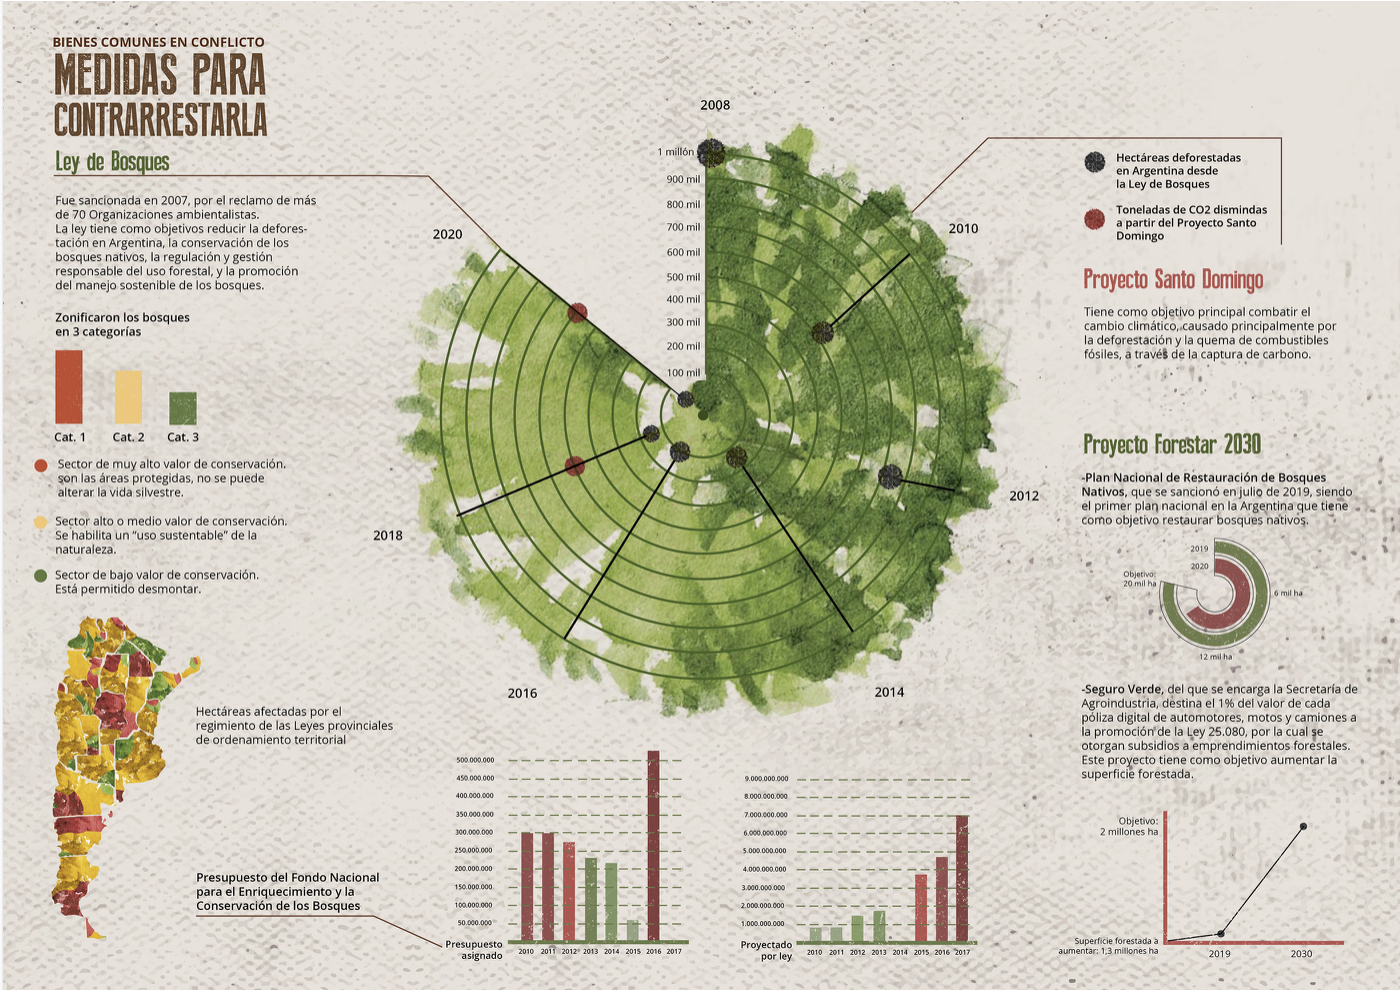 BIENES COMUNES EN CONFLICTO
MEDIDAS PARA
CONTRARRESTARLA
Ley de Bosques
Fue sancionada en 2007, por el reclamo de más
de 70 Organizaciones ambientalistas.
La ley tiene como objetivos reducir la defores-
tación en Argentina, la conservación de los
bosques nativos, la regulación y gestión
responsable del uso forestal, y la promoción
del manejo sostenible de los bosques.
Zonificaron los bosques
en 3 categorías
Cat. 1
Cat. 2
Cat. 3
Sector de muy alto valor de conservación.
son las áreas protegidas, no se puede
alterar la vida silvestre.
Sector alto o medio valor de conservación.
Se habilita un "uso sustentable" de la
naturaleza.
Sector de bajo valor de conservación.
Está permitido desmontar.
Hectáreas afectadas por el
regimiento de las Leyes provinciales
de ordenamiento territorial
Presupuesto del Fondo Nacional
para el Enriquecimiento y la
Conservación de los Bosques
2008
2010
2012
2014
2016
2018
2020
1 millón
900 mil
800 mil
700 mil
600 mil
500 mil
400 mil
300 mil
200 mil
100 mil
500.000.000
450.000.000
400.000.000
350.000.000
300.000.000
250.000.000
200.000.000
150.000.000
100.000.000
50.000.000
Presupuesto
asignado
2010 2011 2012 2013 2014 2015 2016 2017
9.000.000.000
8.000.000.000
7.000.000.000
6.000.000.000
5.000.000.000
4.000.000.000
3.000.000.000
2.000.000.000
1.000.000.000
Proyectado
por ley
2010 2011 2012 2013 2014 2015 2016 2017
Hectáreas deforestadas
en Argentina desde
la Ley de Bosques
Toneladas de CO2 dismindas
a partir del Proyecto Santo
Domingo
Proyecto Santo Domingo
Tiene como objetivo principal combatir el
cambio climático, causado principalmente por
la deforestación y la quema de combustibles
fósiles, a través de la captura de carbono.
Proyecto Forestar 2030
-Plan Nacional de Restauración de Bosques
Nativos, que se sancionó en julio de 2019, siendo
el primer plan nacional en la Argentina que tiene
como objetivo restaurar bosques nativos.
2019
2020
Objetivo:
20 mil ha
6 mil ha
12 mil ha
-Seguro Verde, del que se encarga la Secretaría de
Agroindustria, destina el 1% del valor de cada
póliza digital de automotores, motos y camiones a
la promoción de la Ley 25.080, por la cual se
otorgan subsidios a emprendimientos forestales.
Este proyecto tiene como objetivo aumentar la
superficie forestada.
Objetivo:
2 millones ha
Superficie forestada a
aumentar: 1,3 millones ha
2019
2030